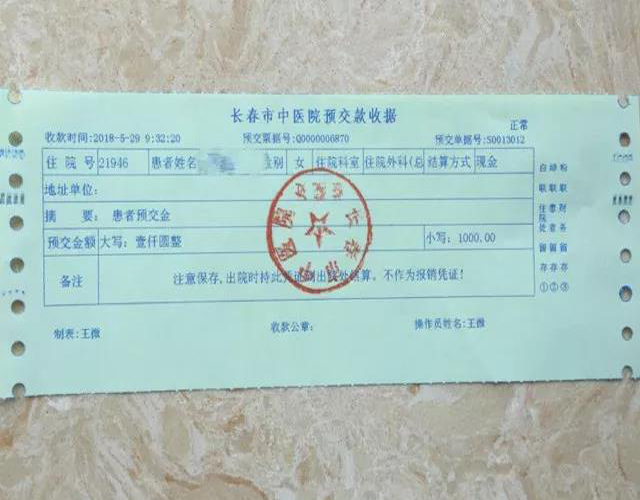 长春市中医院预交款收据
正常
收款时间:2018-5-29 9:32:20 预交票据号:Q0000006870 预交单据号:S0013012
住 院 号 21946 患者姓名 别 女 住院科室 住院外科(总 结算方式 现金
地址单位:
摘 要: 患者预交金
预交金额 大写: 壹仟圆整 小写: 1000.00
备注 注意保存,出院时持此 到出 处结算。不作为报销凭证!
制表:王微 收款公章: 操作员姓名:王微
①②③